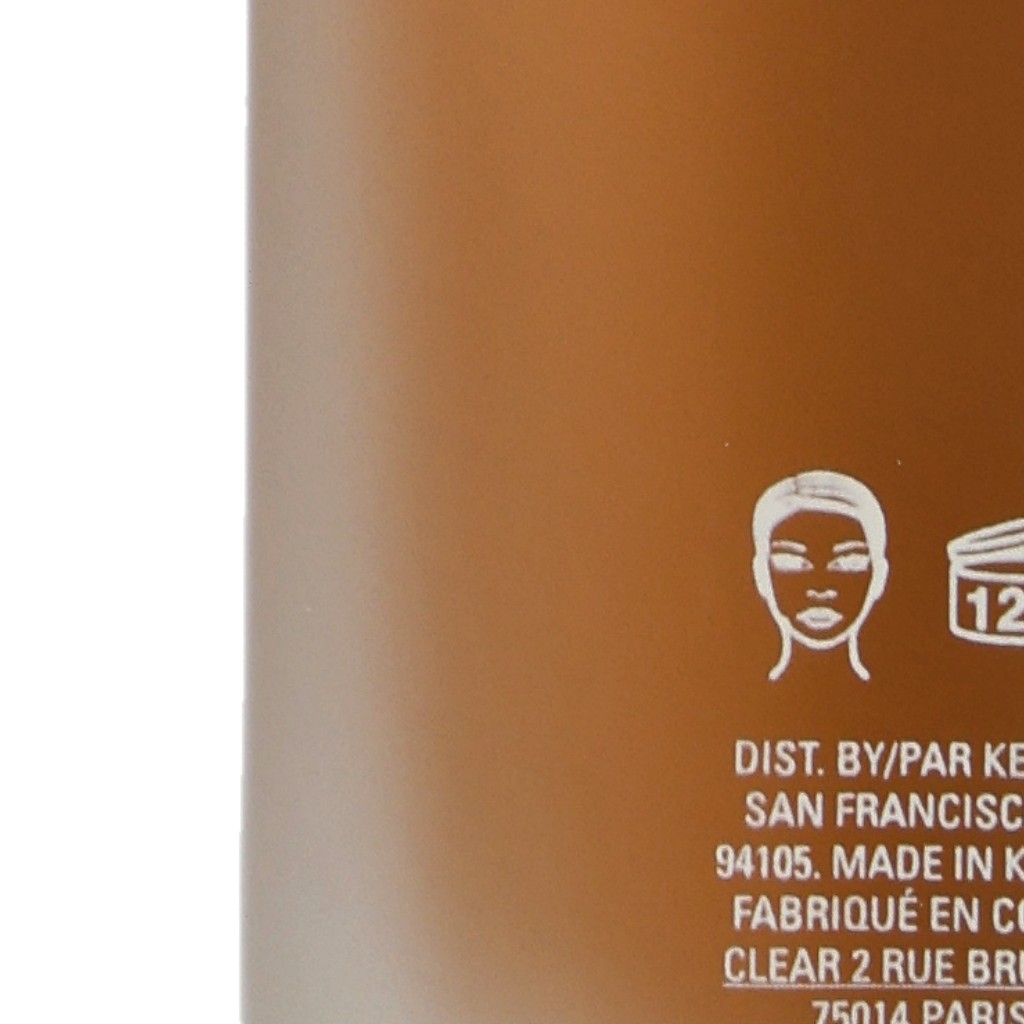 12
DIST. BY/PAR KE
SAN FRANCISC
94105. MADE IN K
FABRIQUÉ EN CO
CLEAR 2 RUE BRU
75014 PARIS